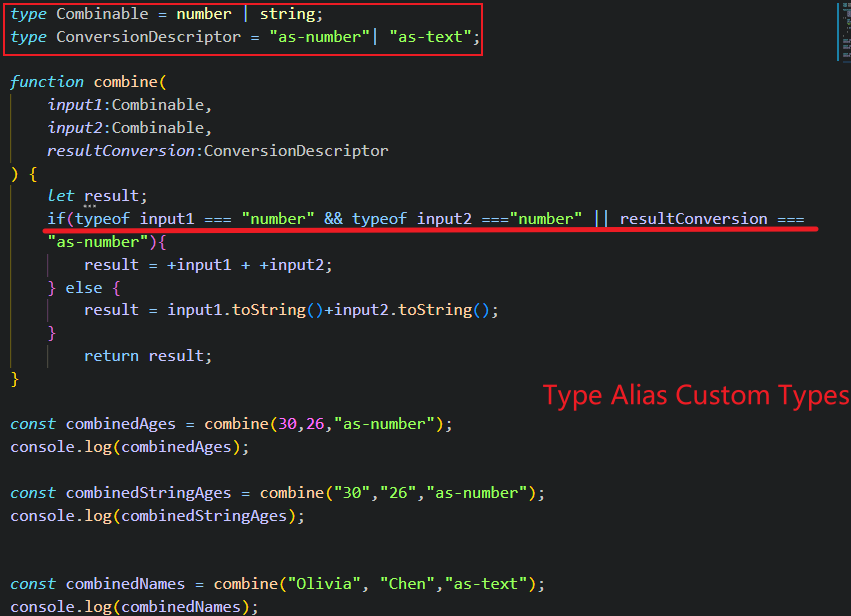 type Combinable = number | string;
type ConversionDescriptor = "as-number"| "as-text";
function combine(
input1:Combinable,
input2:Combinable,
resultConversion:ConversionDescriptor
) {
let result;
if(typeof input1 === "number" && typeof input2 ==="number" || resultConversion ===
"as-number"){
result = +input1 + +input2;
} else {
result = input1.toString()+input2.toString();
}
return result;
}
Type Alias Custom Types
const combinedAges = combine(30,26,"as-number");
console.log(combinedAges);
const combinedStringAges = combine("30","26","as-number");
console.log(combinedStringAges);
const combinedNames = combine("Olivia", "Chen","as-text");
console.log(combinedNames);